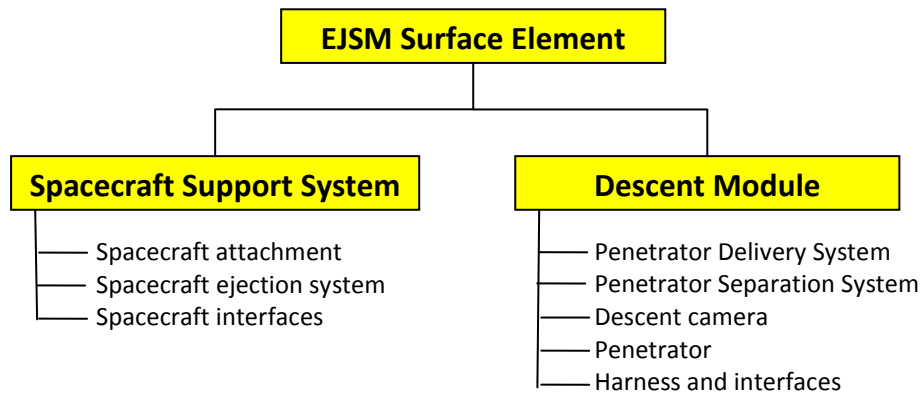 EJSM Surface Element
Spacecraft Support System
Spacecraft attachment
Spacecraft ejection system
Spacecraft interfaces
Descent Module
Penetrator Delivery System
Penetrator Separation System
Descent camera
Penetrator
Harness and interfaces